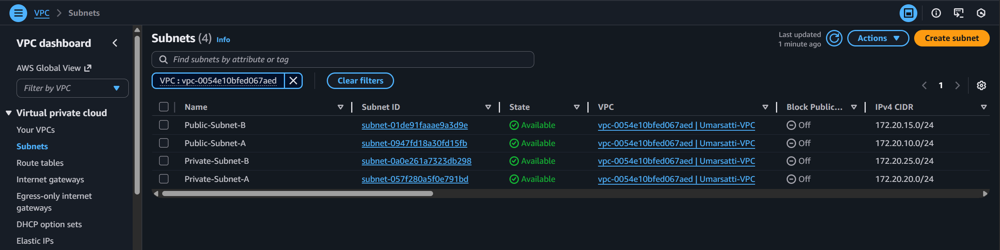 VPC > Subnets
VPC dashboard
AWS Global View
Filter by VPC
Virtual private cloud
Your VPCs
Subnets
Route tables
Internet gateways
Egress-only internet
gateways
DHCP option sets
Elastic IPs
Subnets (4) Info
Last updated
1 minute ago
Actions
Create subnet
Find subnets by attribute or tag
VPC : vpc-0054e10bfed067aed
Clear filters
1
Name Subnet ID State VPC Block Public... IPv4 CIDR
Public-Subnet-B subnet-01de91faaae9a3d9e Available vpc-0054e10bfed067aed | Umarsatti-VPC Off 172.20.15.0/24
Public-Subnet-A subnet-0947fd18a30fd15fb Available vpc-0054e10bfed067aed | Umarsatti-VPC Off 172.20.10.0/24
Private-Subnet-B subnet-0a0e261a7323db298 Available vpc-0054e10bfed067aed | Umarsatti-VPC Off 172.20.25.0/24
Private-Subnet-A subnet-057f280a5f0e791bd Available vpc-0054e10bfed067aed | Umarsatti-VPC Off 172.20.20.0/24